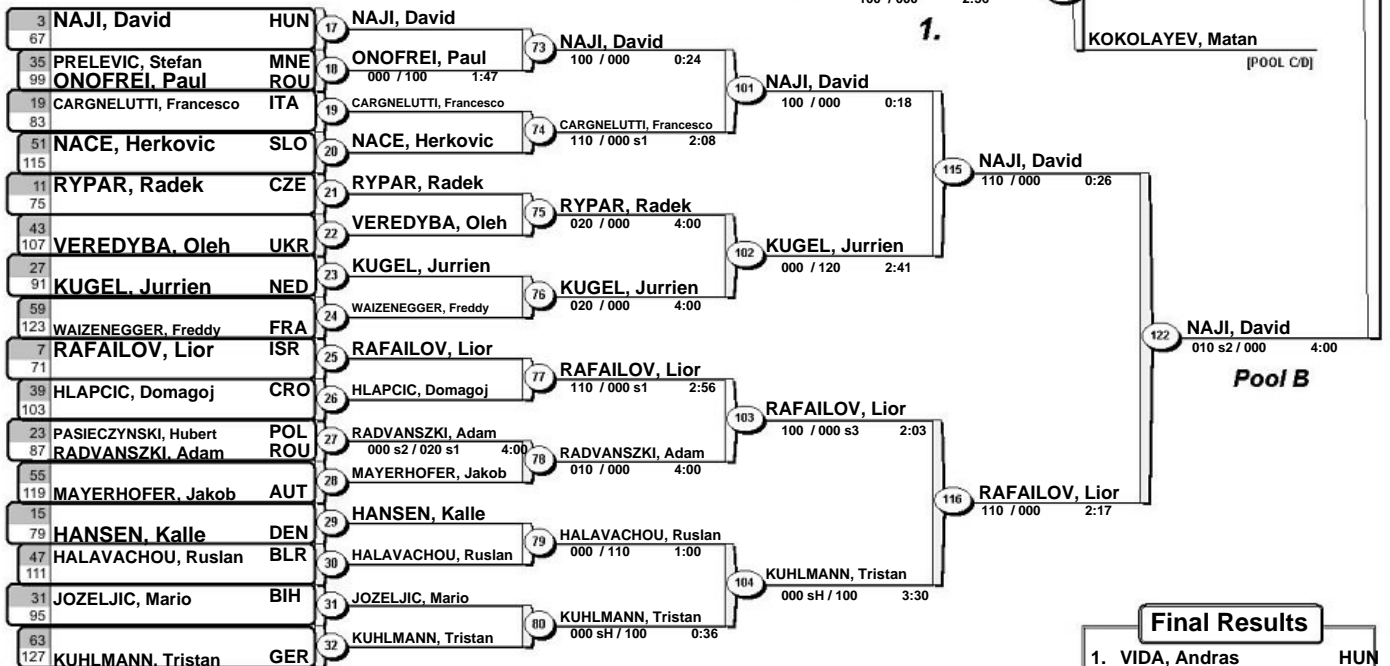 1.
KOKOLAYEV, Matan
[POOL C/D]
3 NAJI, David HUN
67
35 PRELEVIC, Stefan MNE
99 ONOFREI, Paul ROU
19 CARGNELUTTI, Francesco ITA
83
51 NACE, Herkovic SLO
115
11 RYPAR, Radek CZE
75
43
107 VEREDYBA, Oleh UKR
27
91 KUGEL, Jurrien NED
59
123 WAIZENEGGER, Freddy FRA
7 RAFAILOV, Lior ISR
71
39 HLAPCIC, Domagoj CRO
103
23 PASIECZYNSKI, Hubert POL
87 RADVANSZKI, Adam ROU
55
119 MAYERHOFER, Jakob AUT
15
79 HANSEN, Kalle DEN
47 HALAVACHOU, Ruslan BLR
111
31 JOZELJIC, Mario BIH
95
63
127 KUHLMANN, Tristan GER
17 NAJI, David
18 ONOFREI, Paul
000 / 100 1:47
19 CARGNELUTTI, Francesco
20 NACE, Herkovic
21 RYPAR, Radek
22 VEREDYBA, Oleh
23 KUGEL, Jurrien
24 WAIZENEGGER, Freddy
25 RAFAILOV, Lior
26 HLAPCIC, Domagoj
27 RADVANSZKI, Adam
000 s2 / 020 s1 4:00
28 MAYERHOFER, Jakob
29 HANSEN, Kalle
30 HALAVACHOU, Ruslan
31 JOZELJIC, Mario
32 KUHLMANN, Tristan
73 NAJI, David
100 / 000 0:24
74 CARGNELUTTI, Francesco
110 / 000 s1 2:08
75 RYPAR, Radek
020 / 000 4:00
76 KUGEL, Jurrien
020 / 000 4:00
77 RAFAILOV, Lior
110 / 000 s1 2:56
78 RADVANSZKI, Adam
010 / 000 4:00
79 HALAVACHOU, Ruslan
000 / 110 1:00
80 KUHLMANN, Tristan
000 sH / 100 0:36
101 NAJI, David
100 / 000 0:18
102 KUGEL, Jurrien
000 / 120 2:41
103 RAFAILOV, Lior
100 / 000 s3 2:03
104 KUHLMANN, Tristan
000 sH / 100 3:30
115 NAJI, David
110 / 000 0:26
116 RAFAILOV, Lior
110 / 000 2:17
122 NAJI, David
010 s2 / 000 4:00
Pool B
Final Results
1. VIDA, Andras HUN